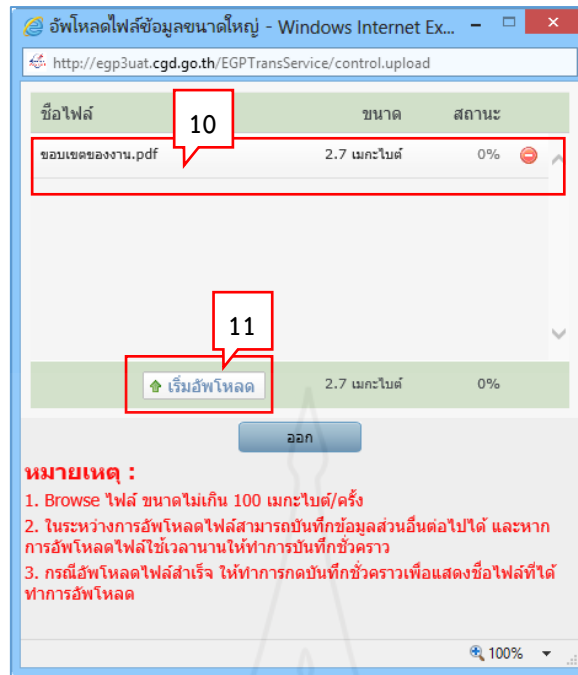 อัพโหลดไฟล์ข้อมูลขนาดใหญ่ - Windows Internet Ex...
http://egp3uat.cgd.go.th/EGPTransService/control.upload
ชื่อไฟล์ ขนาด สถานะ
10
ขอบเขตของงาน.pdf 2.7 เมกะไบต์ 0%
11
เริ่มอัพโหลด 2.7 เมกะไบต์ 0%
ออก
หมายเหตุ :
1. Browse ไฟล์ ขนาดไม่เกิน 100 เมกะไบต์/ครั้ง
2. ในระหว่างการอัพโหลดไฟล์สามารถบันทึกข้อมูลส่วนอื่นต่อไปได้ และหาก
การอัพโหลดไฟล์ใช้เวลานานให้ทำการบันทึกชั่วคราว
3. กรณีอัพโหลดไฟล์สำเร็จ ให้ทำการกดบันทึกชั่วคราวเพื่อแสดงชื่อไฟล์ที่ได้
ทำการอัพโหลด
100%